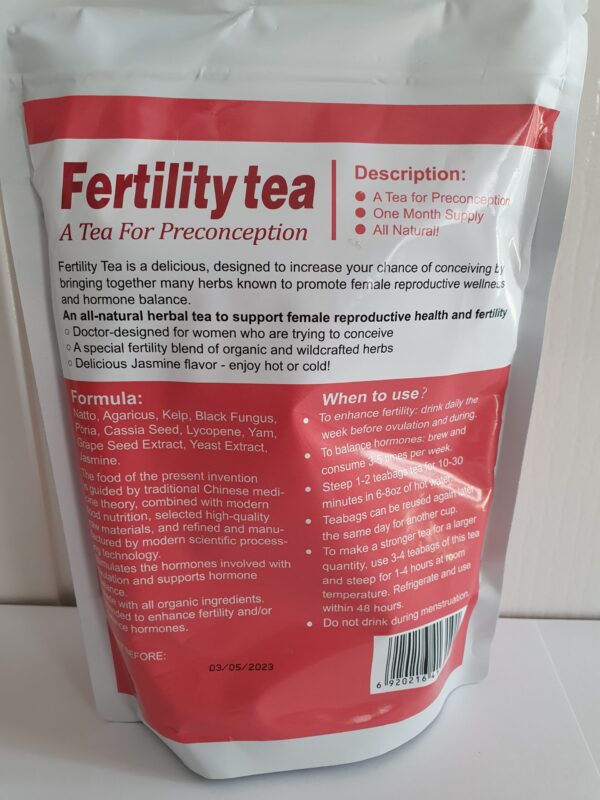 Fertility tea
A Tea For Preconception
Description:
A Tea for Preconception
One Month Supply
All Natural!
Fertility Tea is a delicious, designed to increase your chance of conceiving by
bringing together many herbs known to promote female reproductive wellness
and hormone balance.
An all-natural herbal tea to support female reproductive health and fertility
Doctor-designed for women who are trying to conceive
A special fertility blend of organic and wildcrafted herbs
Delicious Jasmine flavor - enjoy hot or cold!
Formula:
Natto, Agaricus, Kelp, Black Fungus,
Poria, Cassia Seed, Lycopene, Yam,
Grape Seed Extract, Yeast Extract,
Jasmine.
The food of the present invention
is guided by traditional Chinese medi-
theory, combined with modern
nutrition, selected high-quality
materials, and refined and manu-
by modern scientific process-
technology.
the hormones involved with
and supports hormone
with all organic ingredients.
to enhance fertility and/or
hormones.
When to use?
To enhance fertility: drink daily the
week before ovulation and during.
To balance hormones: brew and
consume 3-5 times per week.
Steep 1-2 teabags tea for 10-30
minutes in 6-8oz of hot water.
Teabags can be reused again later
the same day for another cup.
To make a stronger tea for a larger
quantity, use 3-4 teabags of this tea
and steep for 1-4 hours at room
temperature. Refrigerate and use
within 48 hours.
Do not drink during menstruation.
03/05/2023
6 920216